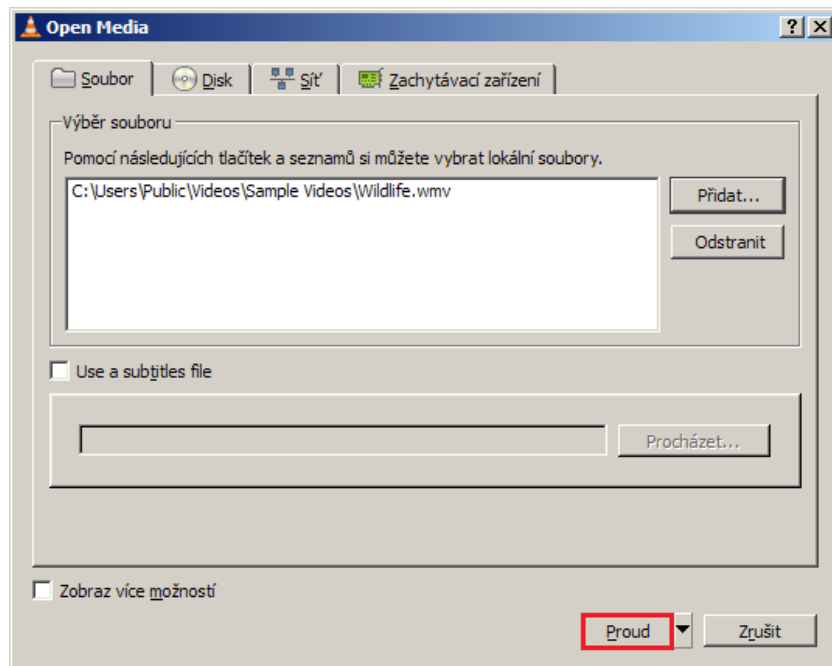 Open Media
Soubor Disk Síť Zachytávací zařízení
Výběr souboru
Pomocí následujících tlačítek a seznamů si můžete vybrat lokální soubory.
C:\Users\Public\Videos\Sample Videos\Wildlife.wmv
Přidat...
Odstranit
Use a subtitles file
Procházet...
Zobraz více možností
Proud Zrušit